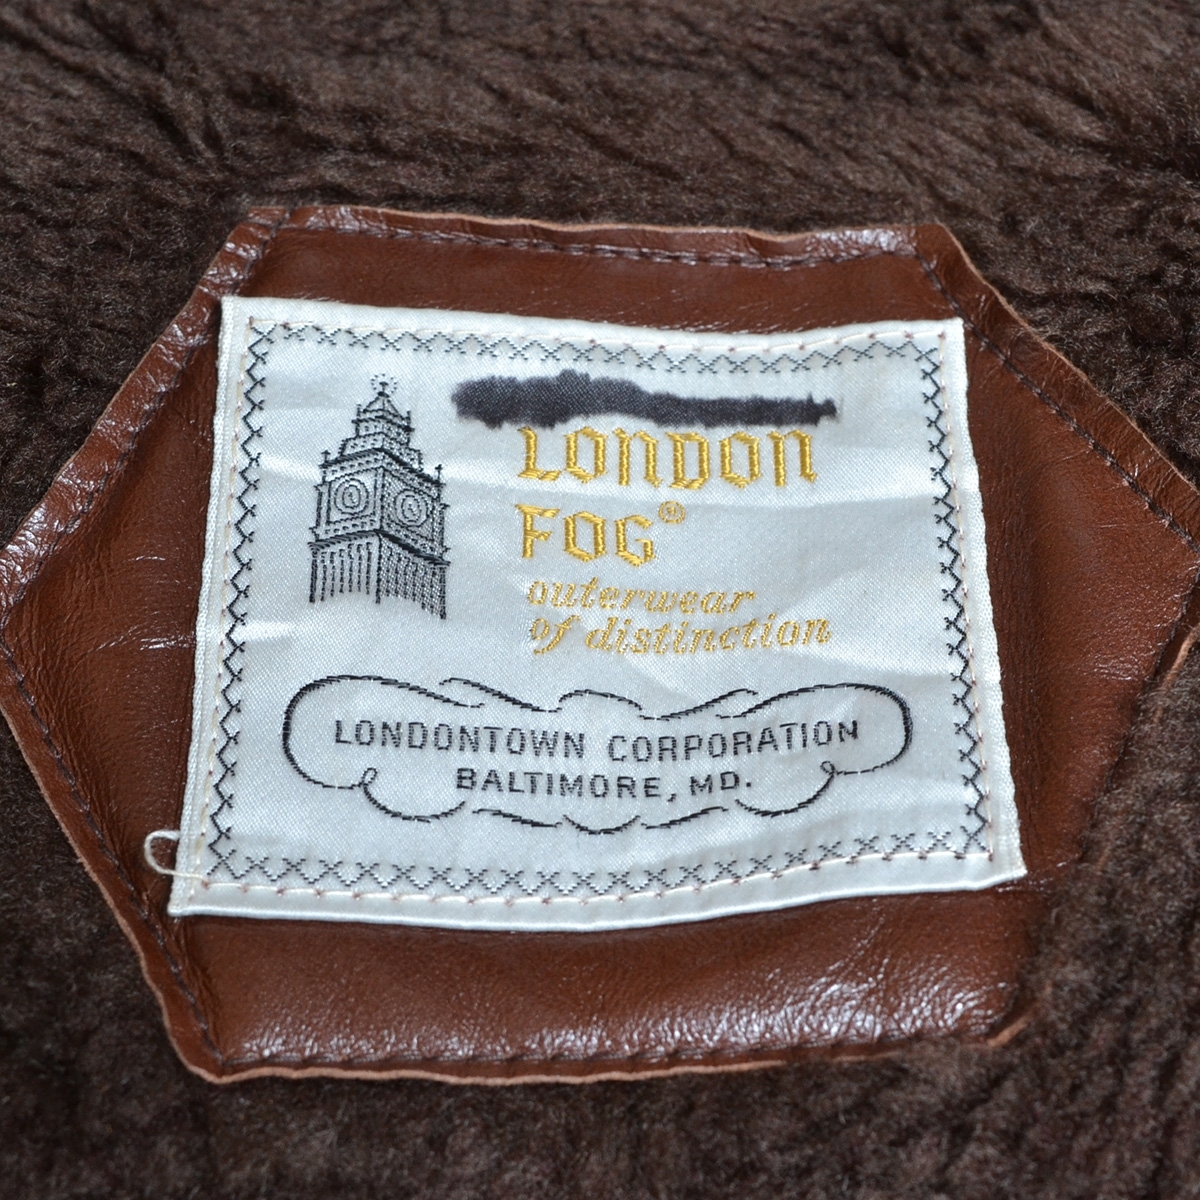 LONDON
FOG®
outerwear
of distinction
LONDONTOWN CORPORATION
BALTIMORE, MD.